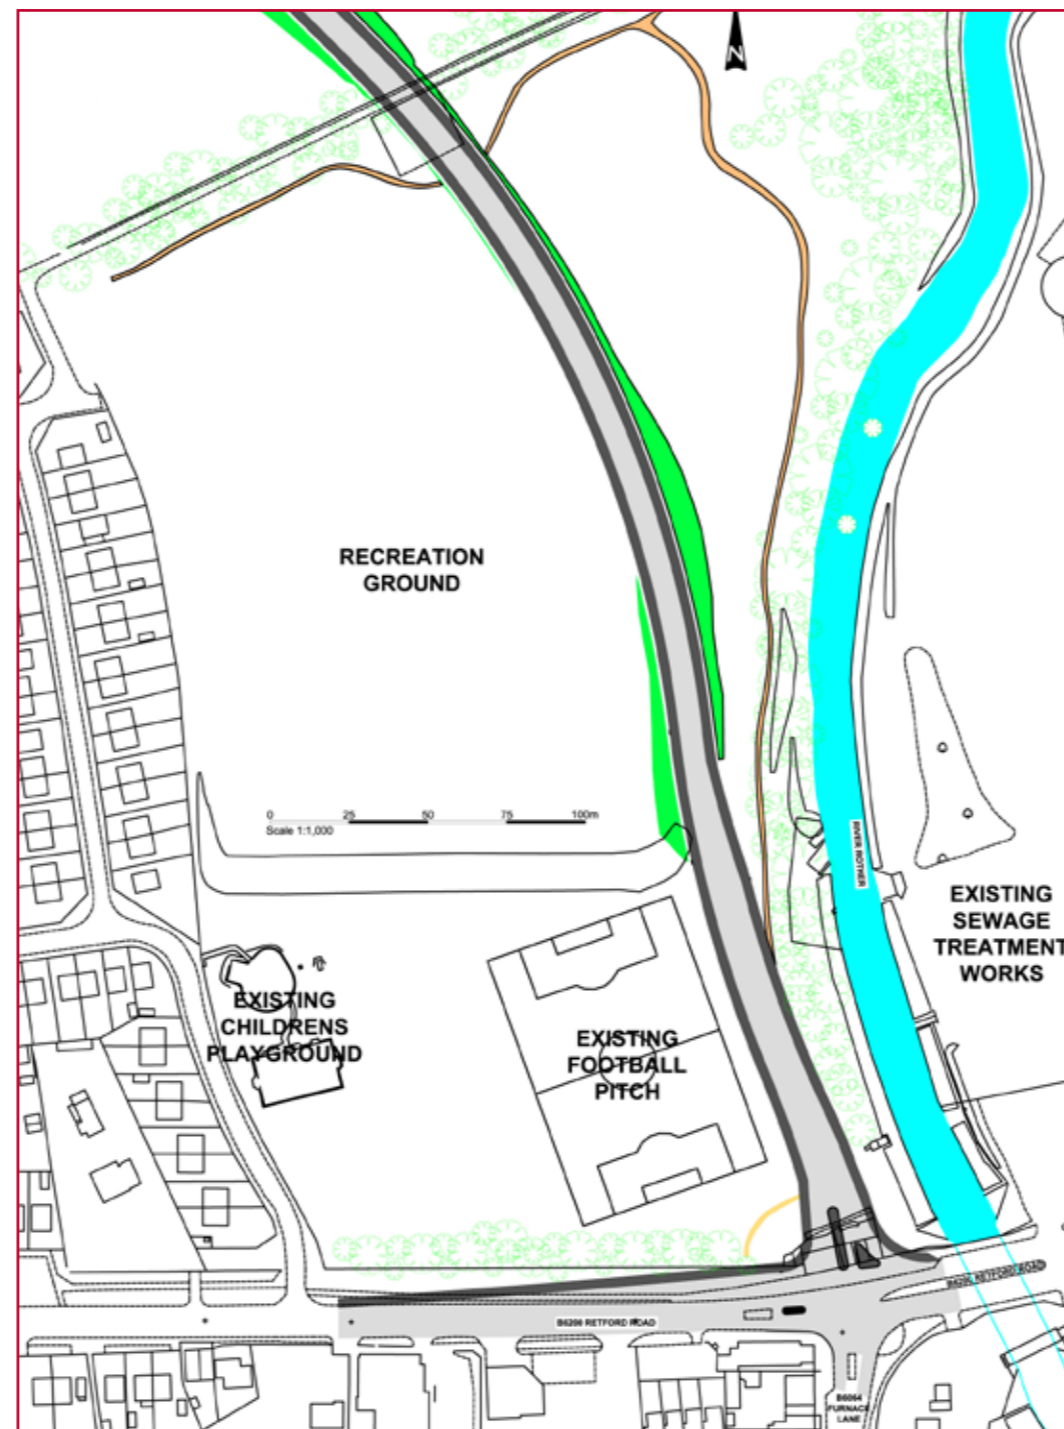 N
RECREATION
GROUND
0 25 50 75 100m
Scale 1:1,000
RIVER ROTHER
EXISTING
SEWAGE
TREATMENT
WORKS
EXISTING
CHILDRENS
PLAYGROUND
EXISTING
FOOTBALL
PITCH
B6200 RETFORD ROAD
B6200 RETFORD ROAD
B6064
FURNACE
LANE